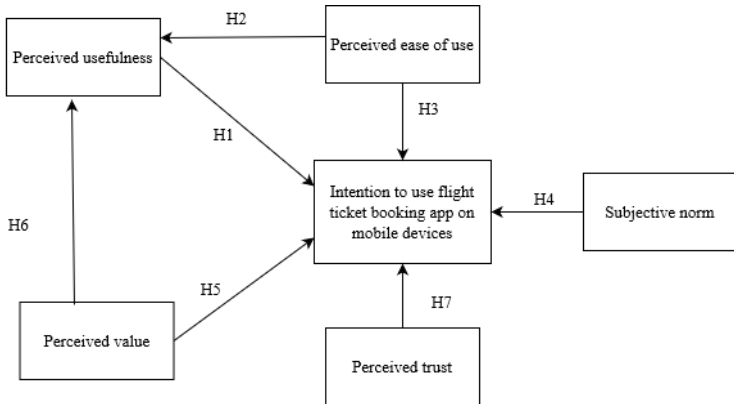 H2
Perceived usefulness
Perceived ease of use
H1
H3
Intention to use flight
ticket booking app on
mobile devices
H4
Subjective norm
H6
H5
H7
Perceived value
Perceived trust